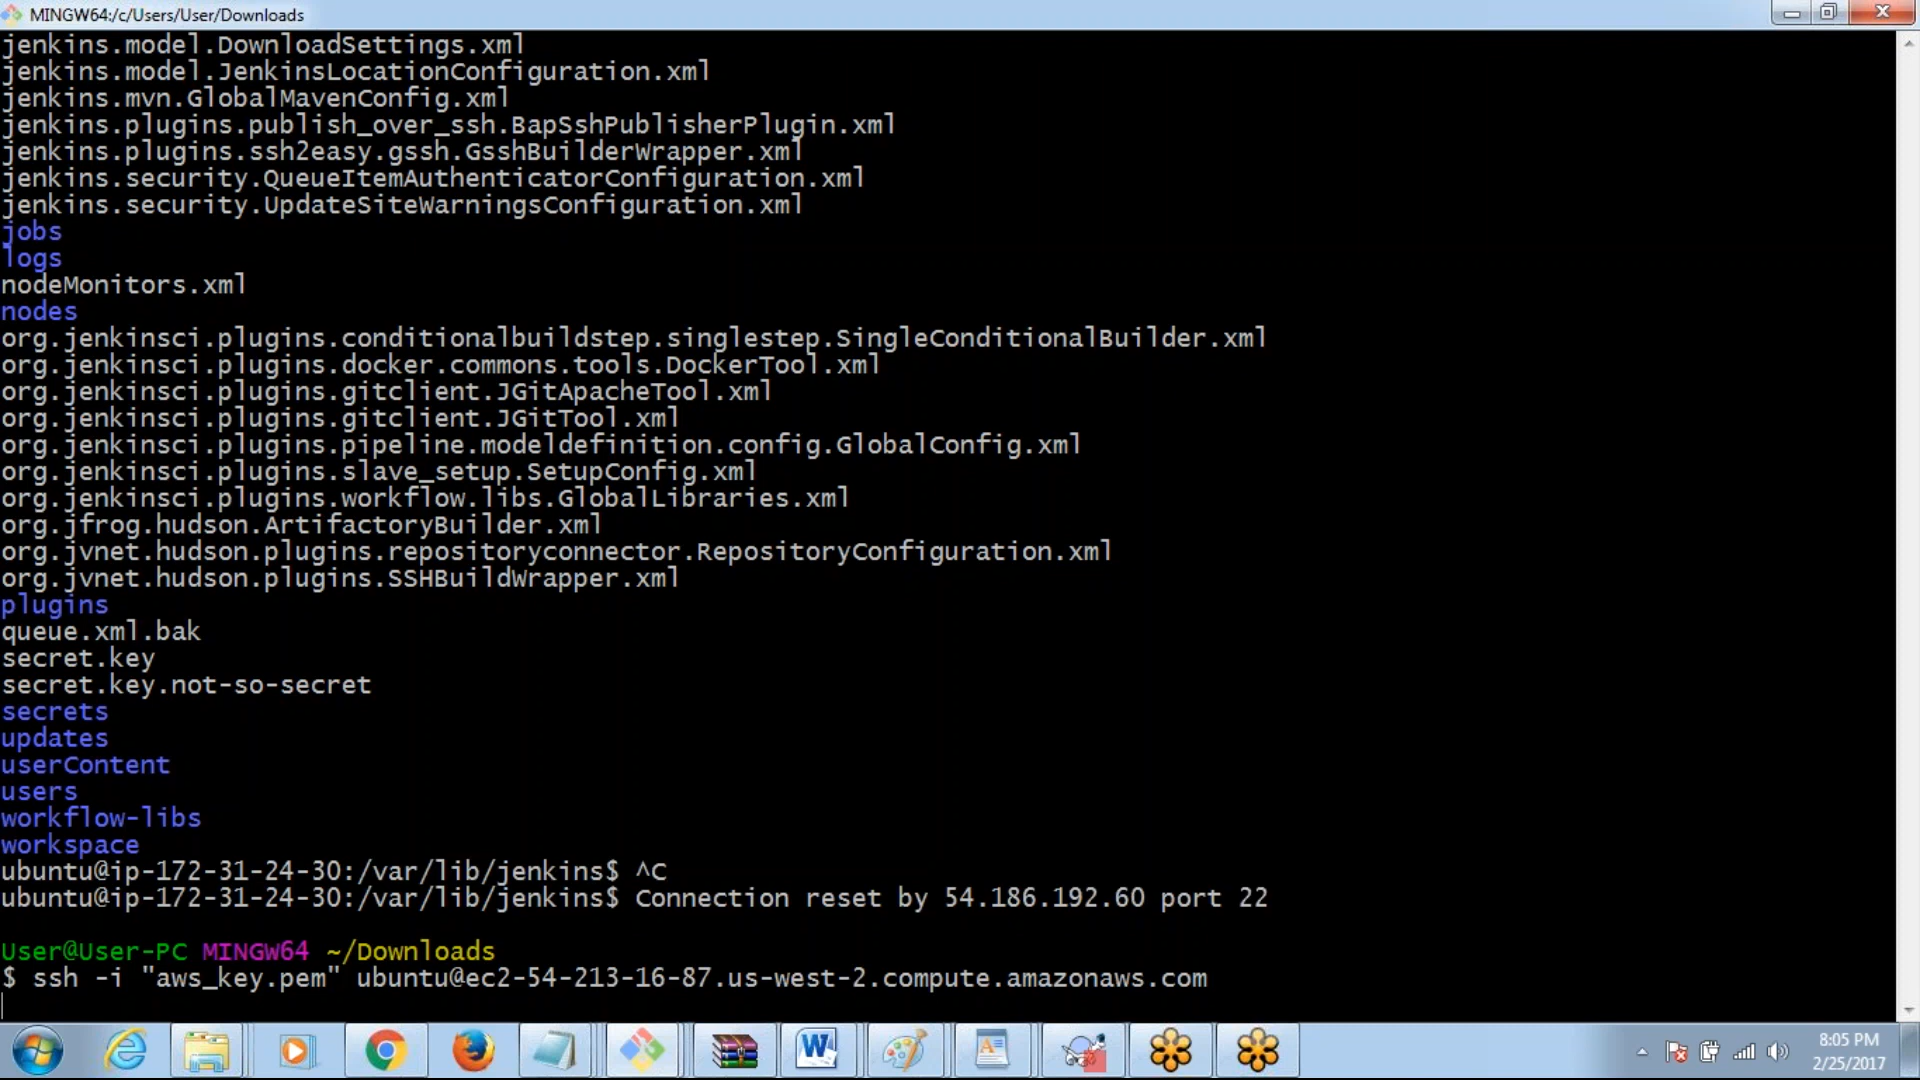 MINGW64:/c/Users/User/Downloads
jenkins.model.DownloadSettings.xml
jenkins.model.JenkinsLocationConfiguration.xml
jenkins.mvn.GlobalMavenConfig.xml
jenkins.plugins.publish_over_ssh.BapSshPublisherPlugin.xml
jenkins.plugins.ssh2easy.gssh.GsshBuilderWrapper.xml
jenkins.security.QueueItemAuthenticatorConfiguration.xml
jenkins.security.UpdateSiteWarningsConfiguration.xml
jobs
logs
nodeMonitors.xml
nodes
org.jenkinsci.plugins.conditionalbuildstep.singlestep.SingleConditionalBuilder.xml
org.jenkinsci.plugins.docker.commons.tools.DockerTool.xml
org.jenkinsci.plugins.gitclient.JGitApacheTool.xml
org.jenkinsci.plugins.gitclient.JGitTool.xml
org.jenkinsci.plugins.pipeline.modeldefinition.config.GlobalConfig.xml
org.jenkinsci.plugins.slave_setup.SetupConfig.xml
org.jenkinsci.plugins.workflow.libs.GlobalLibraries.xml
org.jfrog.hudson.ArtifactoryBuilder.xml
org.jvnet.hudson.plugins.repositoryconnector.RepositoryConfiguration.xml
org.jvnet.hudson.plugins.SSHBuildWrapper.xml
plugins
queue.xml.bak
secret.key
secret.key.not-so-secret
secrets
updates
userContent
users
workflow-libs
workspace
ubuntu@ip-172-31-24-30:/var/lib/jenkins$ ^C
ubuntu@ip-172-31-24-30:/var/lib/jenkins$ Connection reset by 54.186.192.60 port 22
User@User-PC MINGW64 ~/Downloads
$ ssh -i "aws_key.pem" ubuntu@ec2-54-213-16-87.us-west-2.compute.amazonaws.com
8:05 PM
2/25/2017